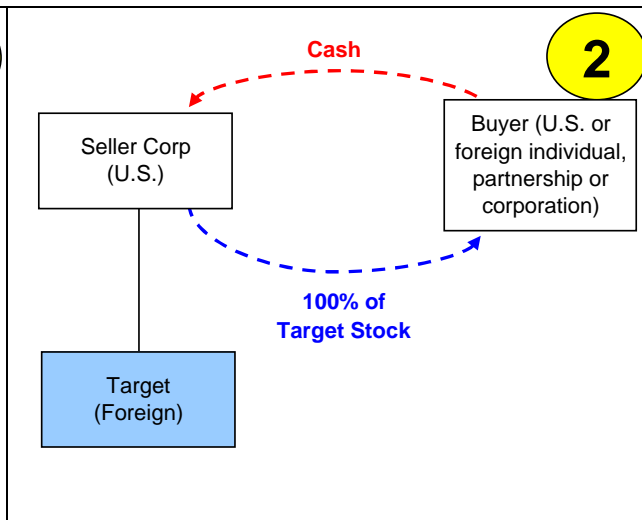 Cash
2
Seller Corp
(U.S.)
Buyer (U.S. or
foreign individual,
partnership or
corporation)
100% of
Target Stock
Target
(Foreign)